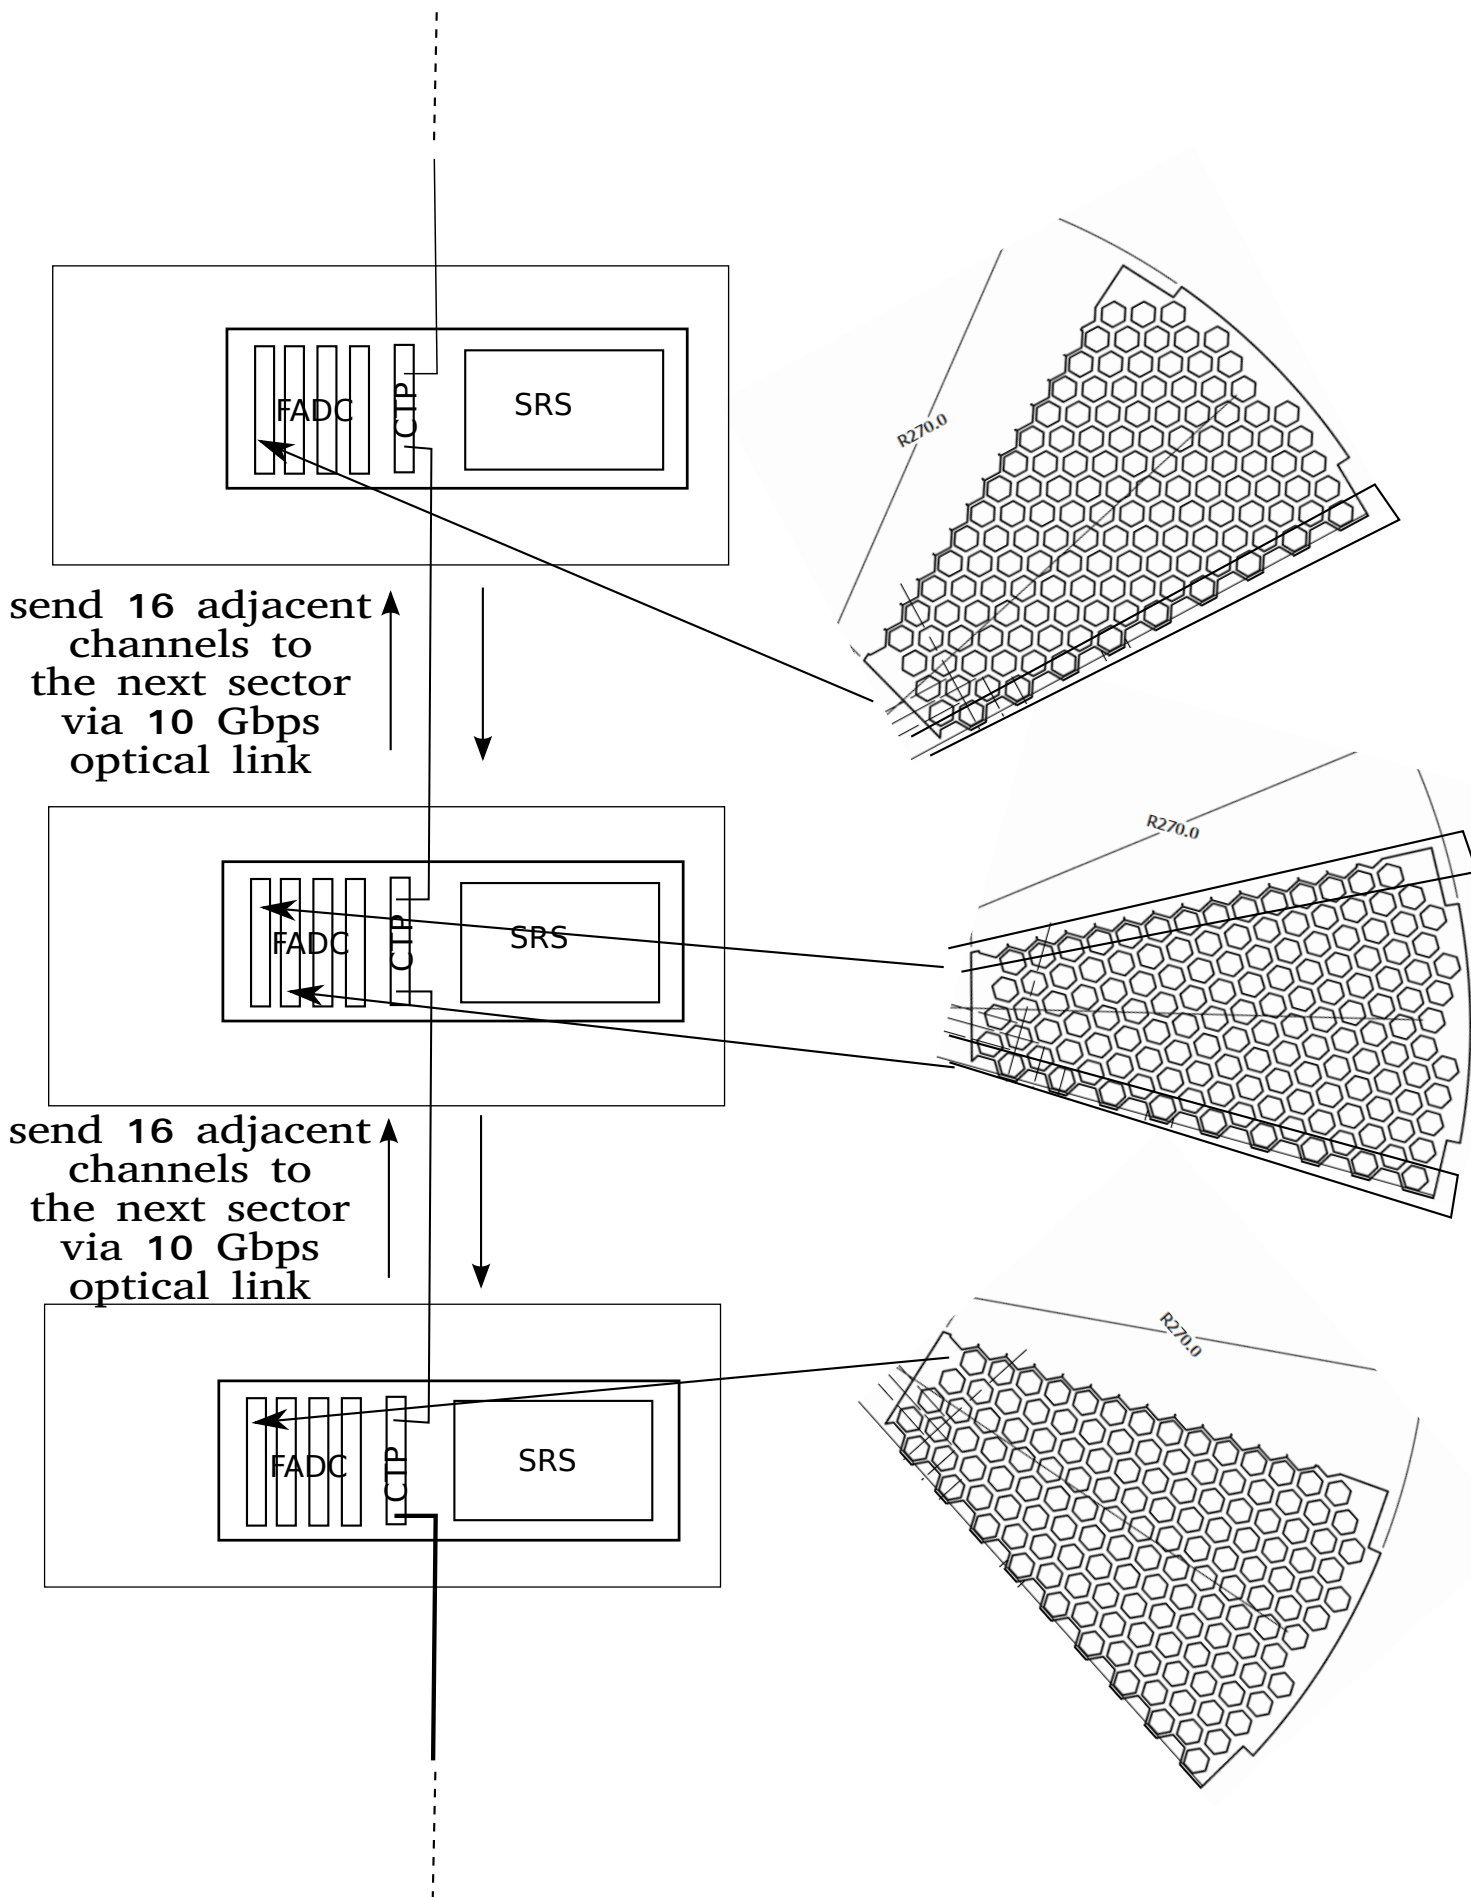 R270.0
FADC
CTP
SRS
send 16 adjacent
channels to
the next sector
via 10 Gbps
optical link
R270.0
FADC
CTP
SRS
send 16 adjacent
channels to
the next sector
via 10 Gbps
optical link
R270.0
FADC
CTP
SRS